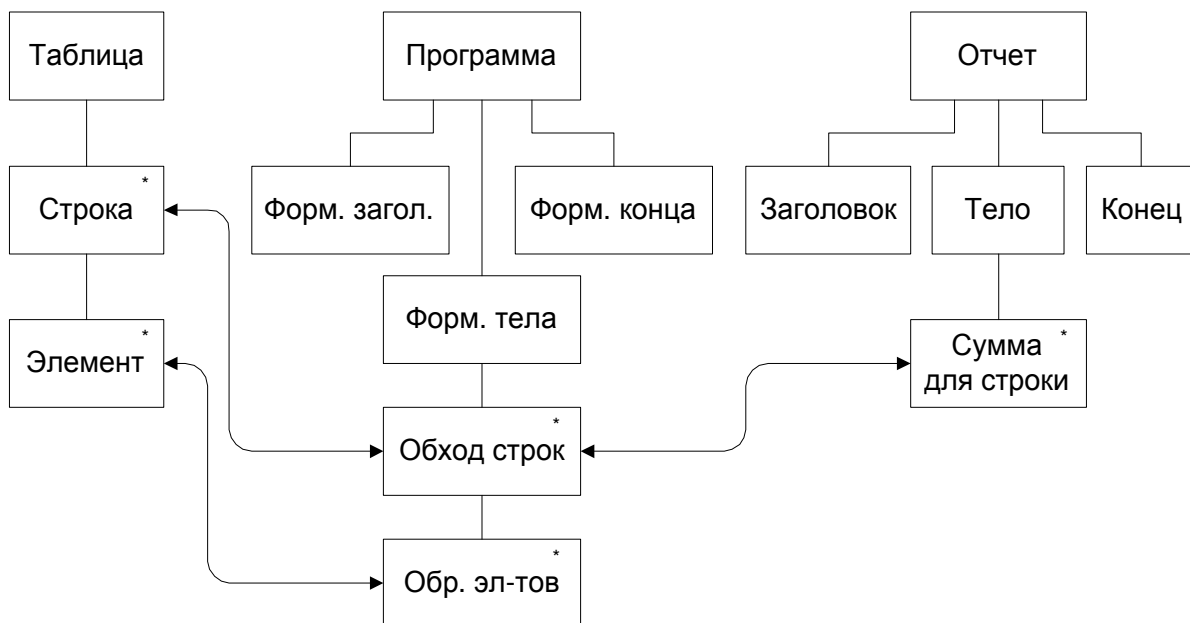 Таблица
Программа
Отчет
Строка *
Форм. загол.
Форм. конца
Заголовок
Тело
Конец
Форм. тела
Элемент *
Сумма *
для строки
Обход строк *
Обр. эл-тов *